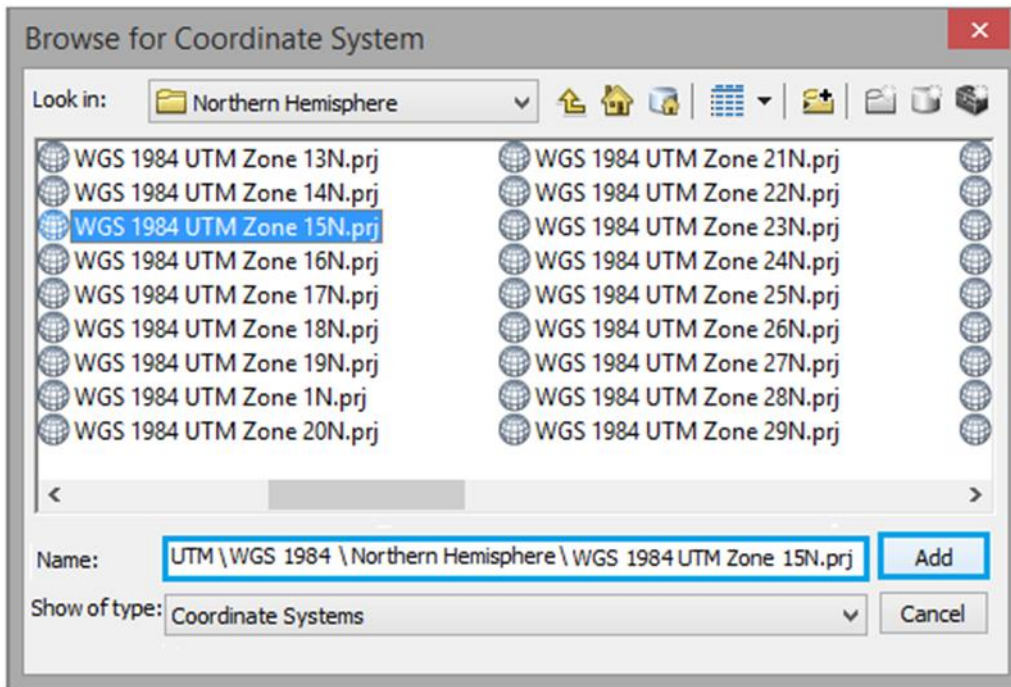 Browse for Coordinate System
Look in: Northern Hemisphere
WGS 1984 UTM Zone 13N.prj
WGS 1984 UTM Zone 14N.prj
WGS 1984 UTM Zone 15N.prj
WGS 1984 UTM Zone 16N.prj
WGS 1984 UTM Zone 17N.prj
WGS 1984 UTM Zone 18N.prj
WGS 1984 UTM Zone 19N.prj
WGS 1984 UTM Zone 1N.prj
WGS 1984 UTM Zone 20N.prj
WGS 1984 UTM Zone 21N.prj
WGS 1984 UTM Zone 22N.prj
WGS 1984 UTM Zone 23N.prj
WGS 1984 UTM Zone 24N.prj
WGS 1984 UTM Zone 25N.prj
WGS 1984 UTM Zone 26N.prj
WGS 1984 UTM Zone 27N.prj
WGS 1984 UTM Zone 28N.prj
WGS 1984 UTM Zone 29N.prj
Name: UTM \ WGS 1984 \ Northern Hemisphere \ WGS 1984 UTM Zone 15N.prj Add
Show of type: Coordinate Systems Cancel